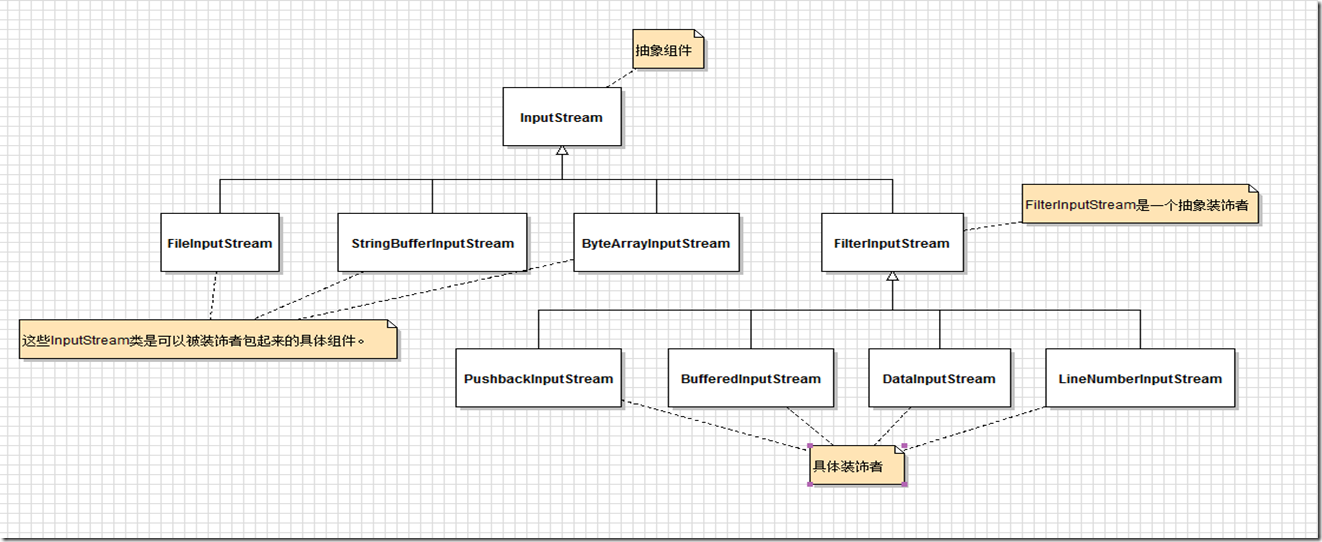 抽象组件
InputStream
FilterInputStream是一个抽象装饰者
FileInputStream
StringBufferInputStream
ByteArrayInputStream
FilterInputStream
这些InputStream类是可以被装饰者包起来的具体组件。
PushbackInputStream
BufferedInputStream
DataInputStream
LineNumberInputStream
具体装饰者